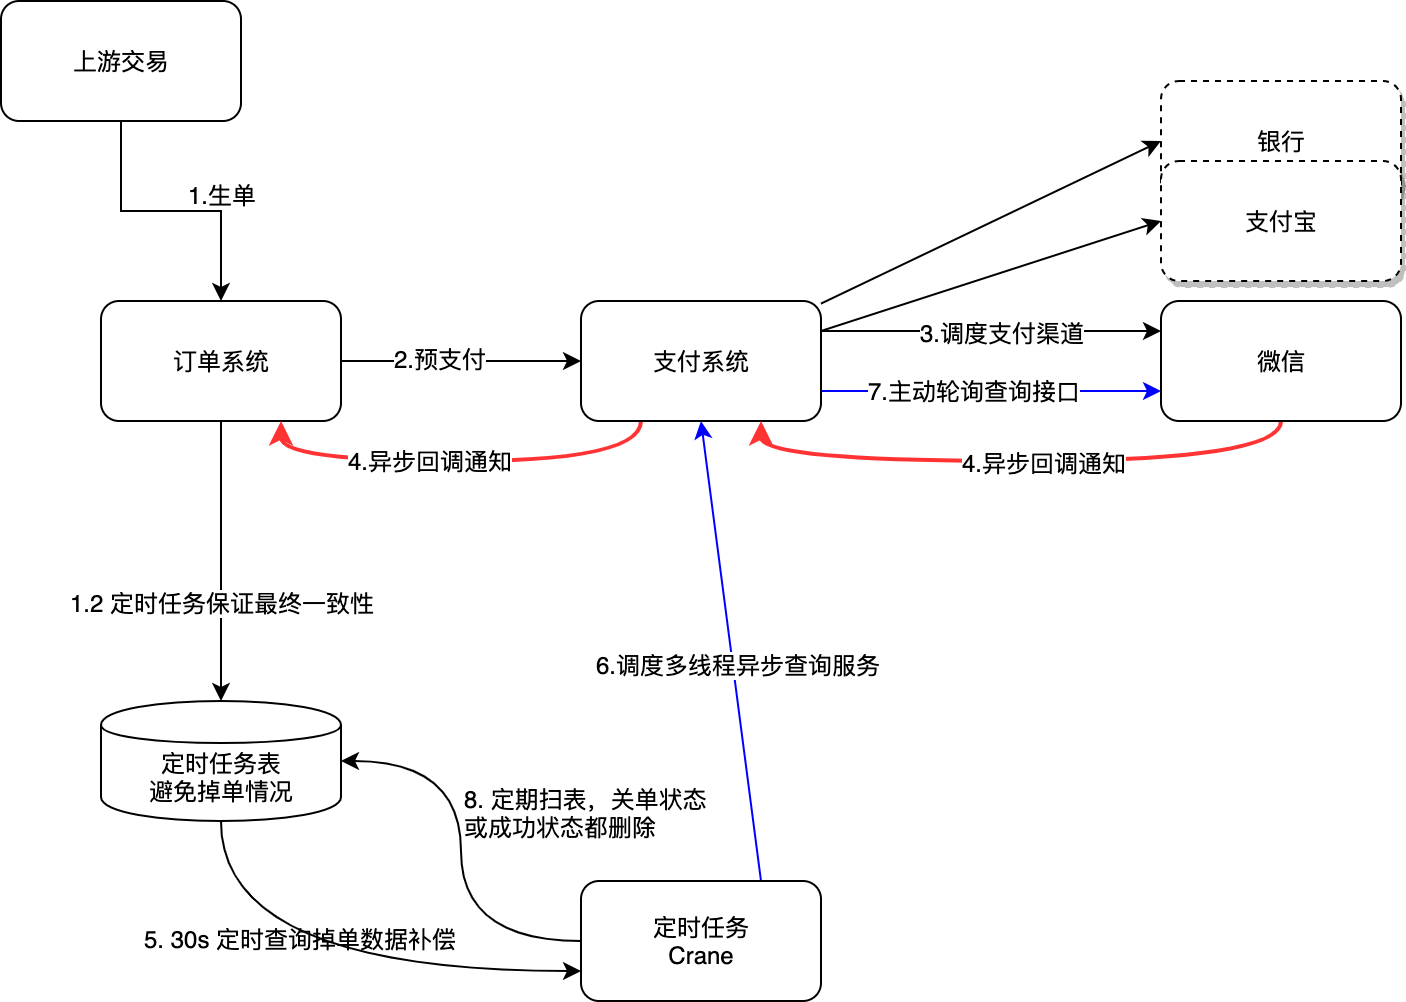 上游交易
银行
1.生单
支付宝
订单系统
2.预支付
支付系统
3.调度支付渠道
微信
7.主动轮询查询接口
4.异步回调通知
4.异步回调通知
1.2 定时任务保证最终一致性
6.调度多线程异步查询服务
定时任务表
避免掉单情况
8. 定期扫表，关单状态
或成功状态都删除
5. 30s 定时查询掉单数据补偿
定时任务
Crane